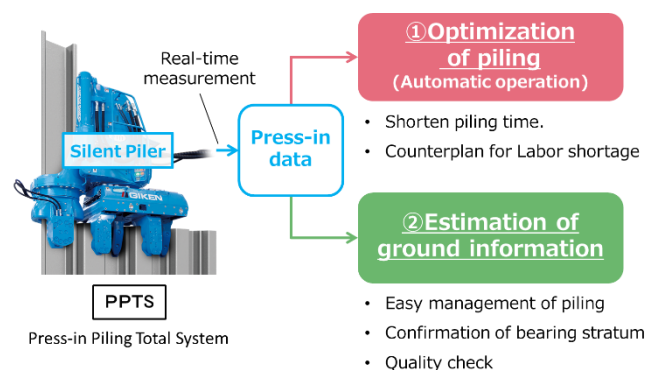 Real-time
measurement
Silent Piler
GIKEN
PPTS
Press-in Piling Total System
Press-in
data
①Optimization
of piling
(Automatic operation)
• Shorten piling time.
• Counterplan for Labor shortage
②Estimation of
ground information
• Easy management of piling
• Confirmation of bearing stratum
• Quality check